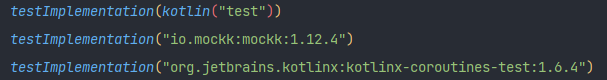 testImplementation(kotlin("test"))
testImplementation("io.mockk:mockk:1.12.4")
testImplementation("org.jetbrains.kotlinx:kotlinx-coroutines-test:1.6.4")